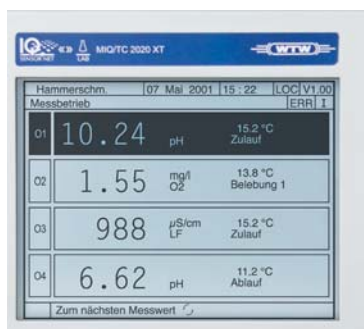 IQ SENSOR NET LAB MIQ/TC 2020 XT WTW
Hammerschm. 07 Mai 2001 15 : 22 LOC V1.00
Messbetrieb ERR I
01 10.24 pH 15.2 °C Zulauf
02 1.55 mg/l O2 13.8 °C Belebung 1
03 988 µS/cm LF 15.2 °C Zulauf
04 6.62 pH 11.2 °C Ablauf
Zum nächsten Messwert